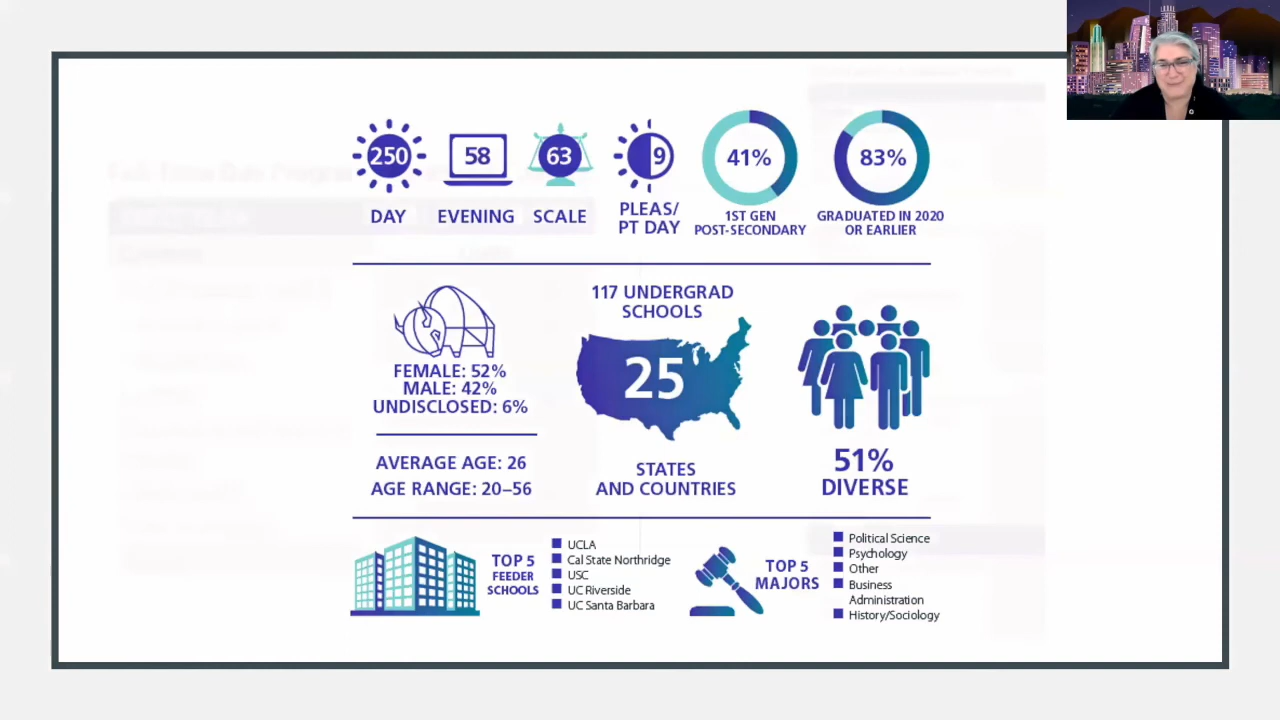 250
58
63
9
41%
83%
DAY
EVENING
SCALE
PLEAS/
PT DAY
1ST GEN
POST-SECONDARY
GRADUATED IN 2020
OR EARLIER
FEMALE: 52%
MALE: 42%
UNDISCLOSED: 6%
AVERAGE AGE: 26
AGE RANGE: 20–56
117 UNDERGRAD
SCHOOLS
25
STATES
AND COUNTRIES
51%
DIVERSE
TOP 5
FEEDER
SCHOOLS
UCLA
Cal State Northridge
USC
UC Riverside
UC Santa Barbara
TOP 5
MAJORS
Political Science
Psychology
Other
Business
Administration
History/Sociology